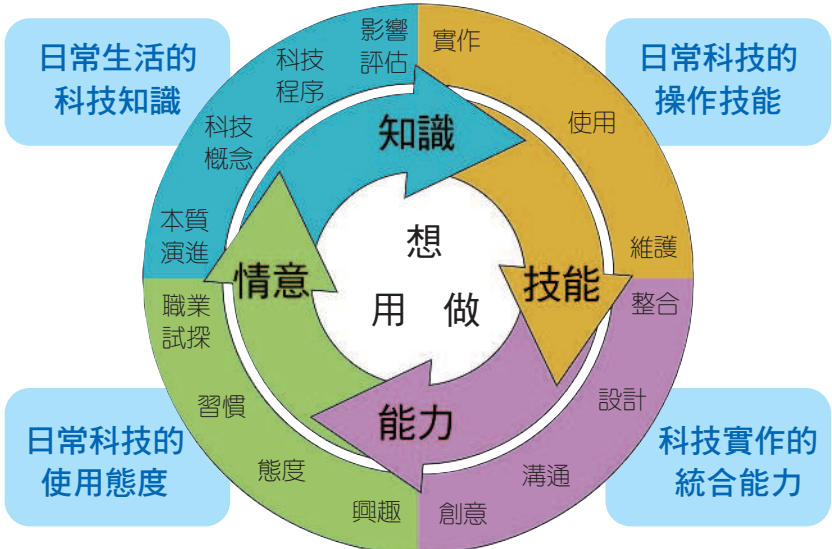 日常生活的
科技知識
影響
評估
科技
程序
科技
概念
本質
演進
實作
使用
維護
日常科技的
操作技能
知識
技能
能力
情意
想
用 做
職業
試探
習慣
態度
興趣
日常科技的
使用態度
整合
設計
溝通
創意
科技實作的
統合能力